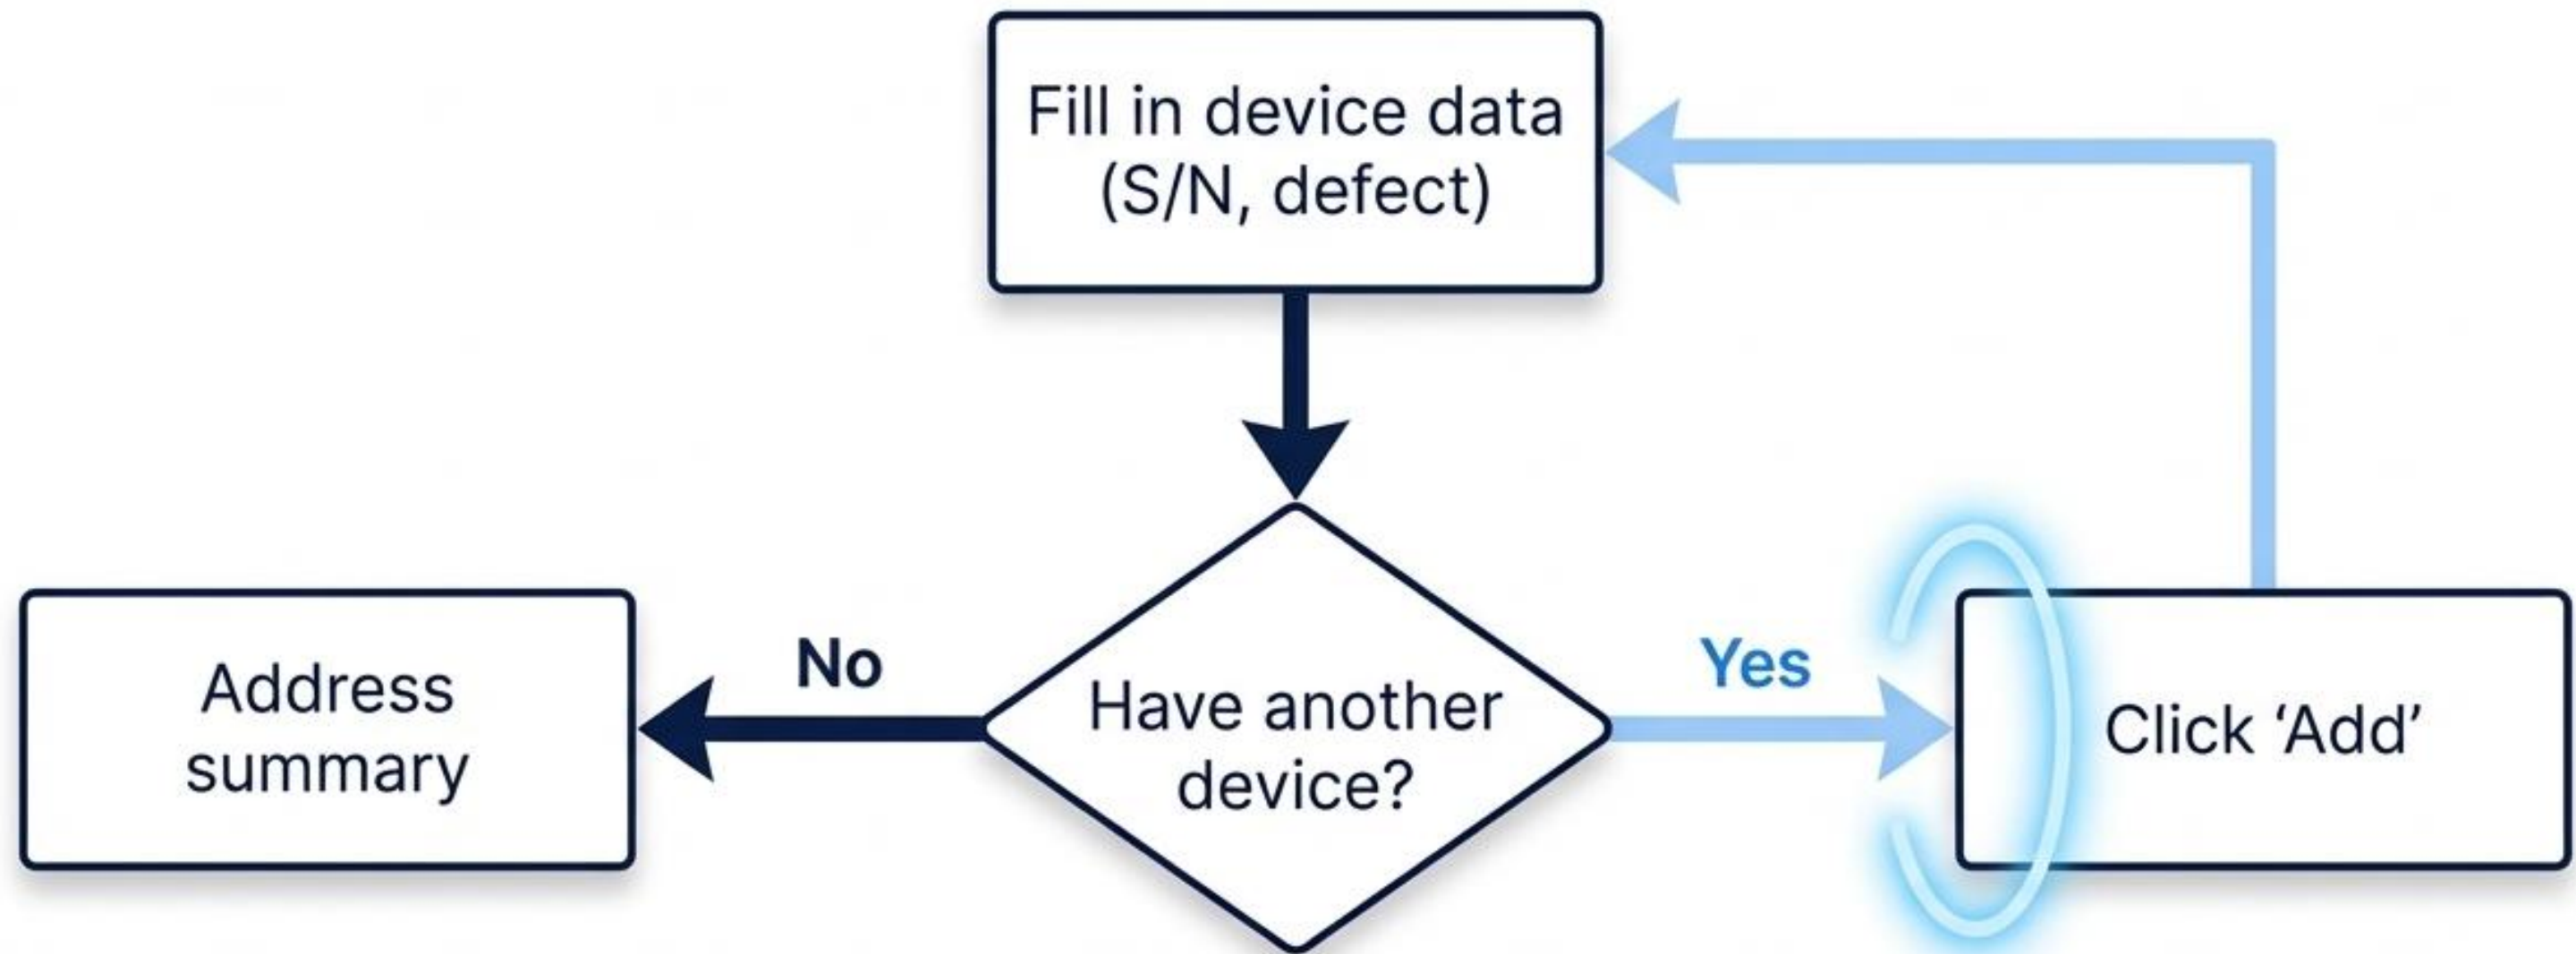 Fill in device data
(S/N, defect)
No
Yes
Address
summary
Have another
device?
Click ‘Add’